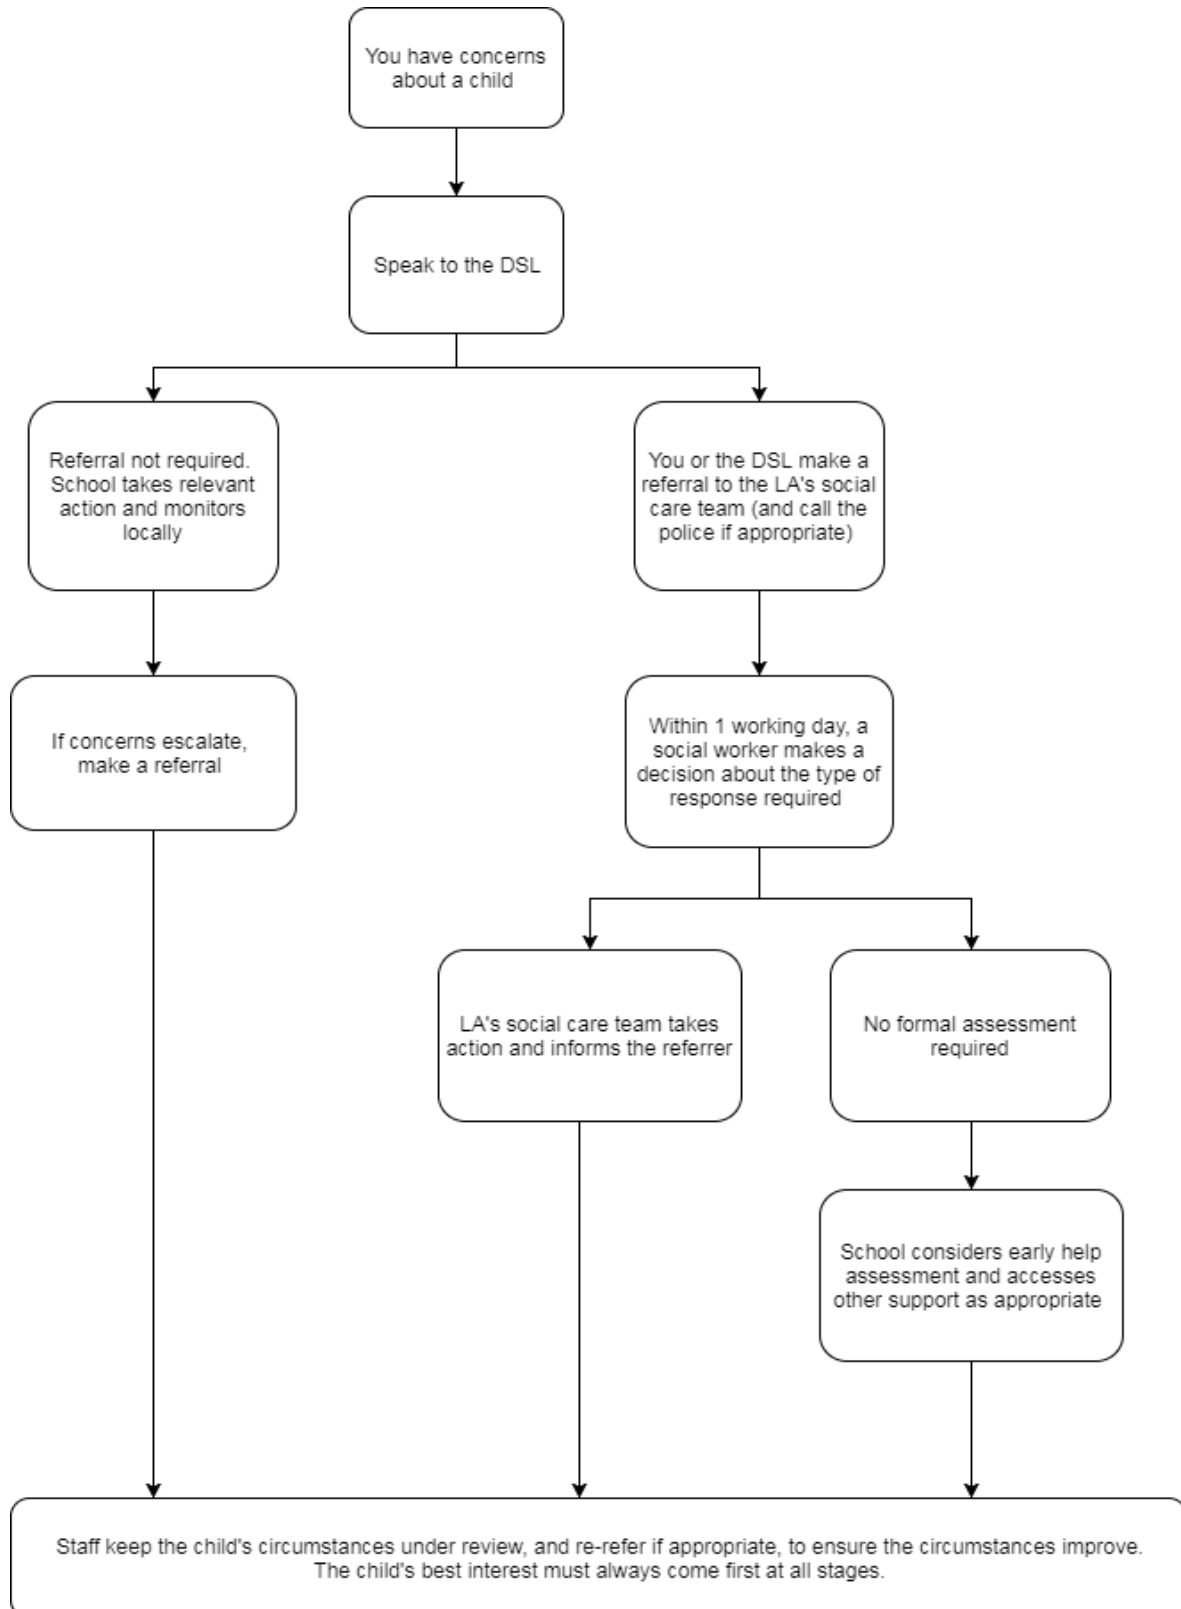 You have concerns
about a child
Speak to the DSL
Referral not required.
School takes relevant
action and monitors
locally
You or the DSL make a
referral to the LA's social
care team (and call the
police if appropriate)
If concerns escalate,
make a referral
Within 1 working day, a
social worker makes a
decision about the type of
response required
LA's social care team takes
action and informs the referrer
No formal assessment
required
School considers early help
assessment and accesses
other support as appropriate
Staff keep the child's circumstances under review, and re-refer if appropriate, to ensure the circumstances improve.
The child's best interest must always come first at all stages.